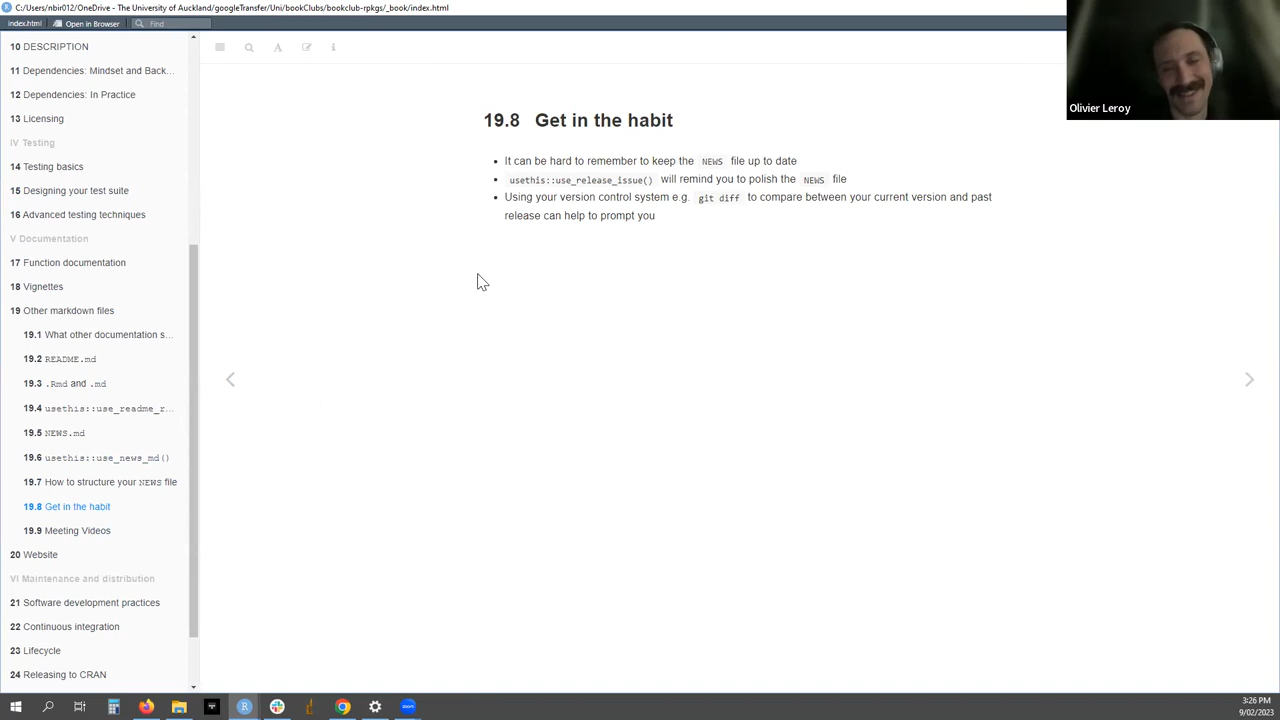 C:/Users/nbir012/OneDrive - The University of Auckland/googleTransfer/Uni/bookClubs/bookclub-rpkgs/_book/index.html
index.html Open in Browser Find
10 DESCRIPTION
11 Dependencies: Mindset and Back...
12 Dependencies: In Practice
13 Licensing
IV Testing
14 Testing basics
15 Designing your test suite
16 Advanced testing techniques
V Documentation
17 Function documentation
18 Vignettes
19 Other markdown files
19.1 What other documentation s...
19.2 README.md
19.3 .Rmd and .md
19.4 usethis::use_readme_r...
19.5 NEWS.md
19.6 usethis::use_news_md()
19.7 How to structure your NEWS file
19.8 Get in the habit
19.9 Meeting Videos
20 Website
VI Maintenance and distribution
21 Software development practices
22 Continuous integration
23 Lifecycle
24 Releasing to CRAN
19.8 Get in the habit
It can be hard to remember to keep the NEWS file up to date
usethis::use_release_issue() will remind you to polish the NEWS file
Using your version control system e.g. git diff to compare between your current version and past
release can help to prompt you
Olivier Leroy
3:26 PM
9/02/2023